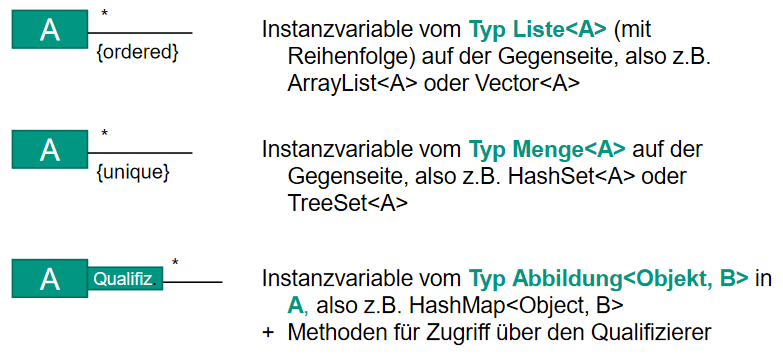 A
*
{ordered}
Instanzvariable vom Typ Liste<A> (mit
Reihenfolge) auf der Gegenseite, also z.B.
ArrayList<A> oder Vector<A>
A
*
{unique}
Instanzvariable vom Typ Menge<A> auf der
Gegenseite, also z.B. HashSet<A> oder
TreeSet<A>
A
Qualifiz.
*
Instanzvariable vom Typ Abbildung<Objekt, B> in
A, also z.B. HashMap<Object, B>
+ Methoden für Zugriff über den Qualifizierer